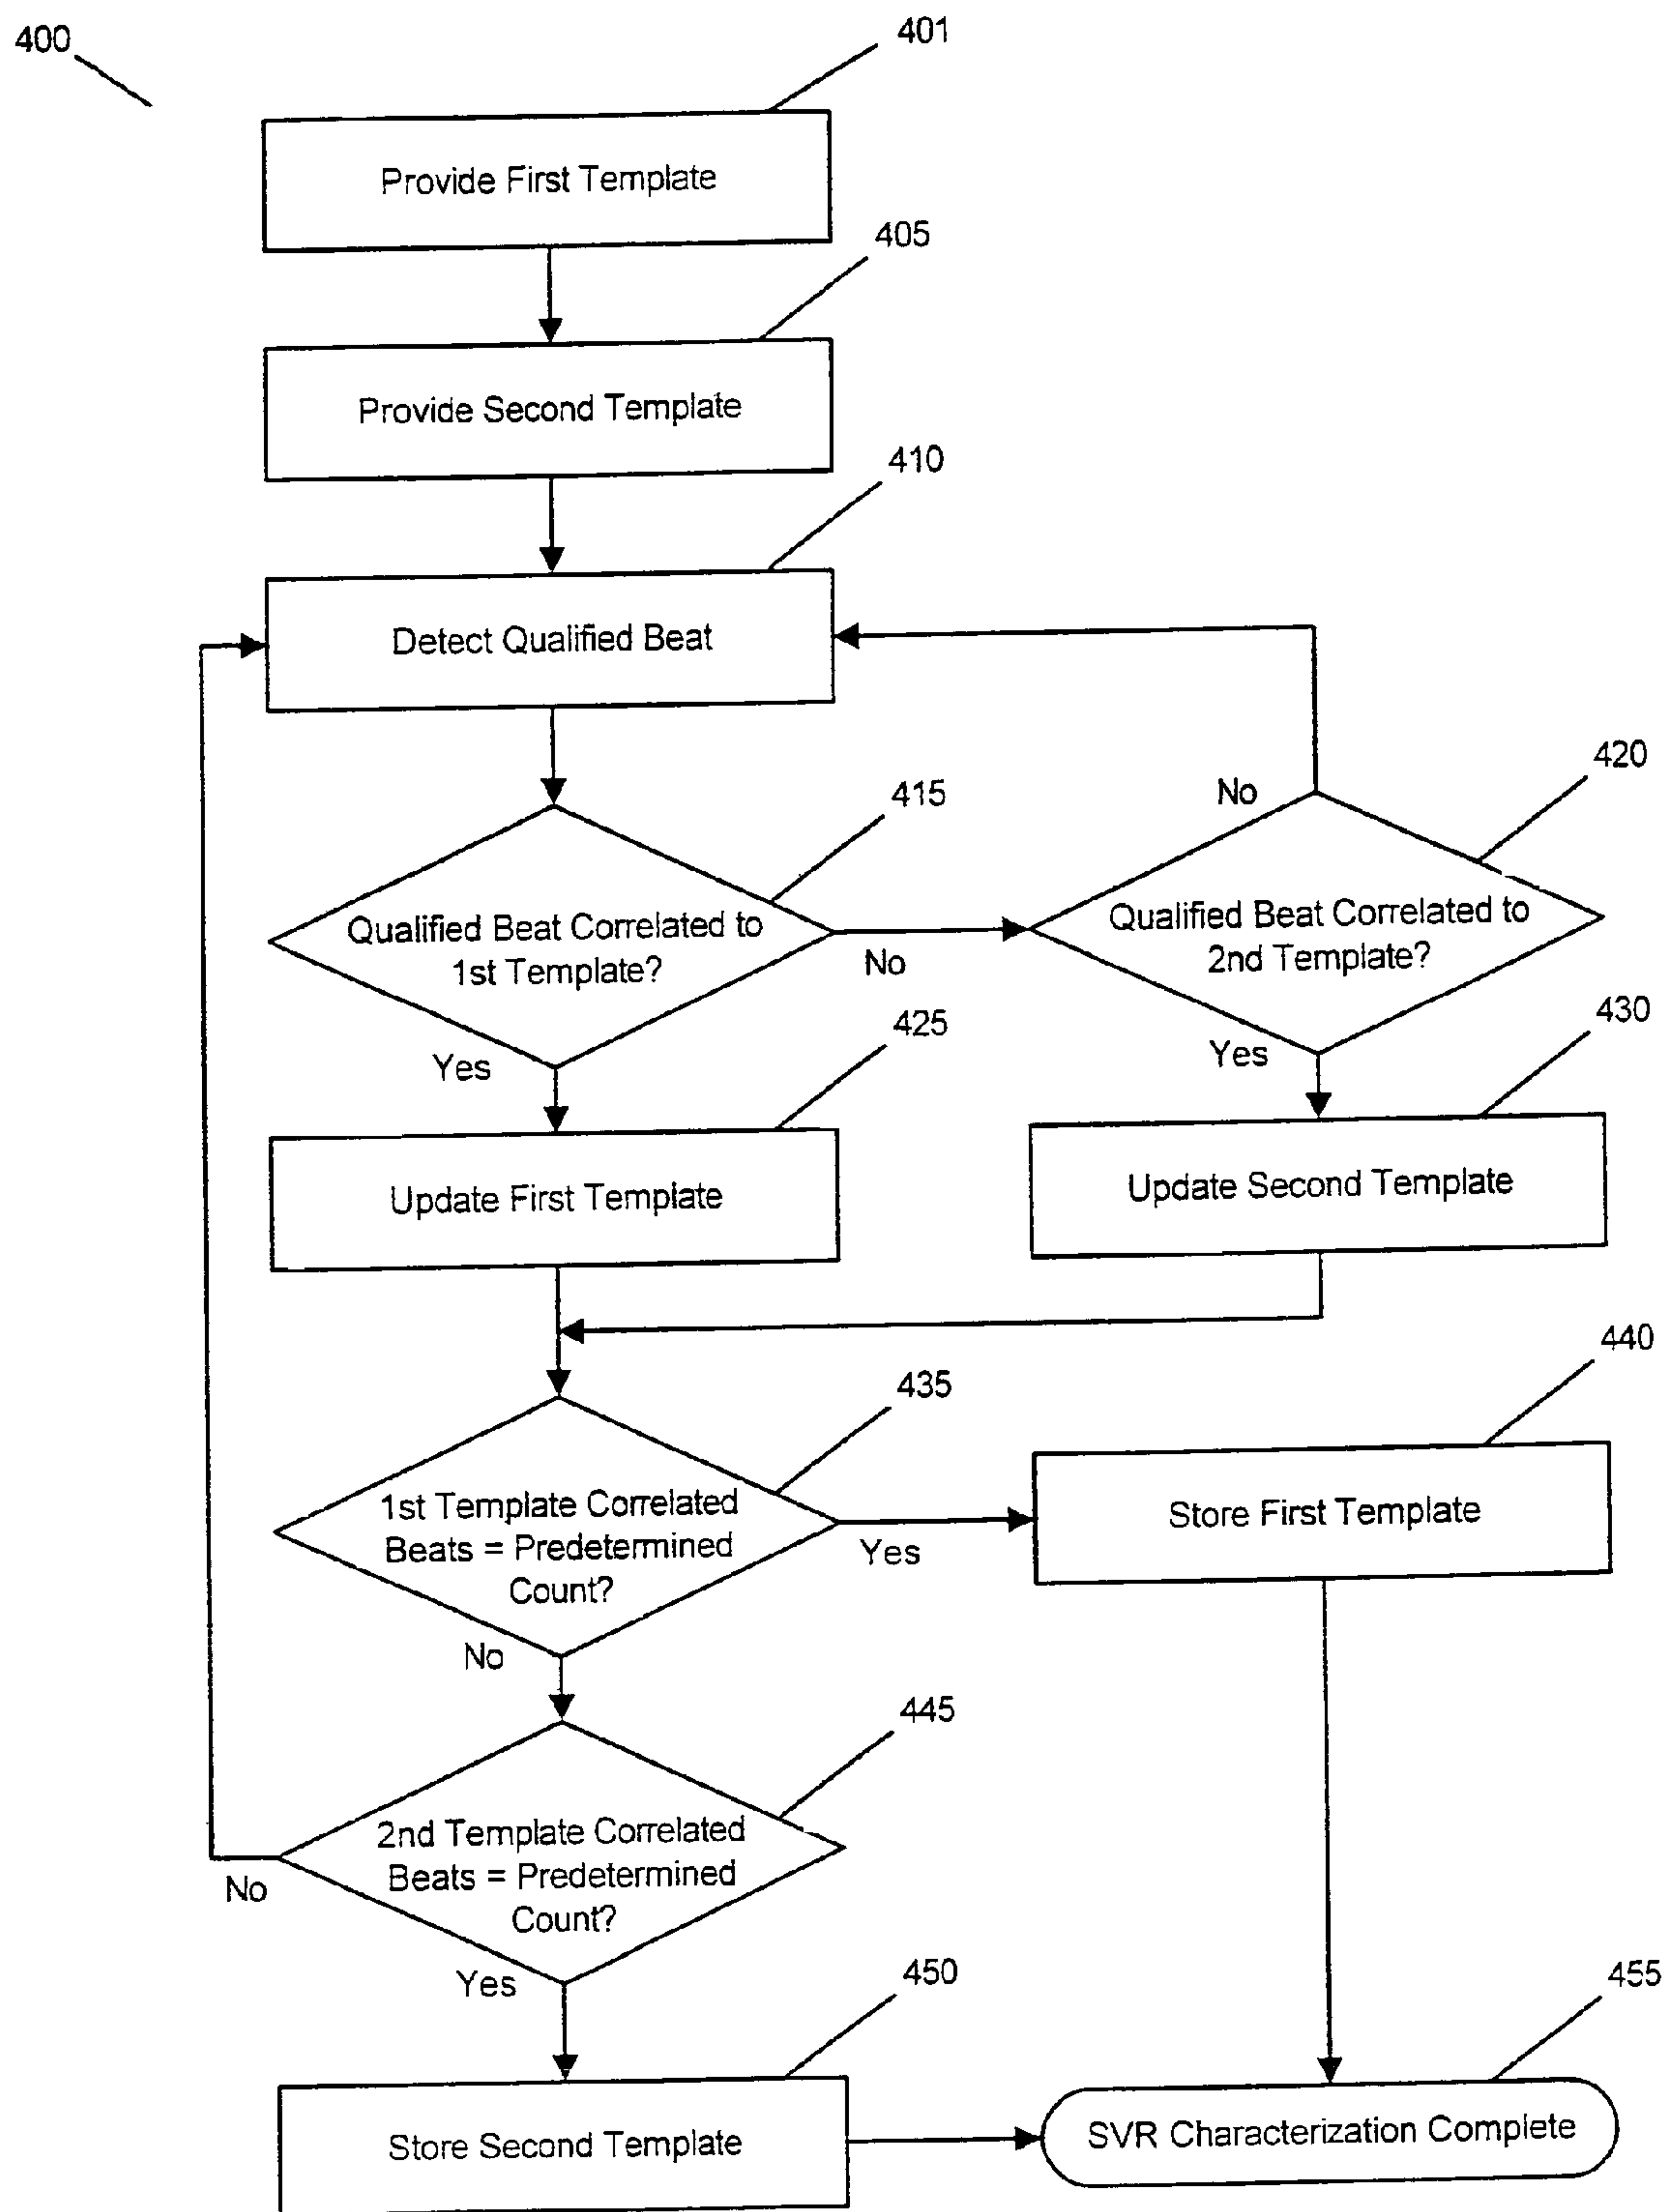 400
401
Provide First Template
405
Provide Second Template
410
Detect Qualified Beat
415
420
No
Qualified Beat Correlated to
1st Template?
No
Qualified Beat Correlated to
2nd Template?
Yes
425
Yes
430
Update First Template
Update Second Template
435
440
1st Template Correlated
Beats = Predetermined
Count?
Yes
Store First Template
No
445
2nd Template Correlated
Beats = Predetermined
Count?
No
Yes
450
455
Store Second Template
SVR Characterization Complete